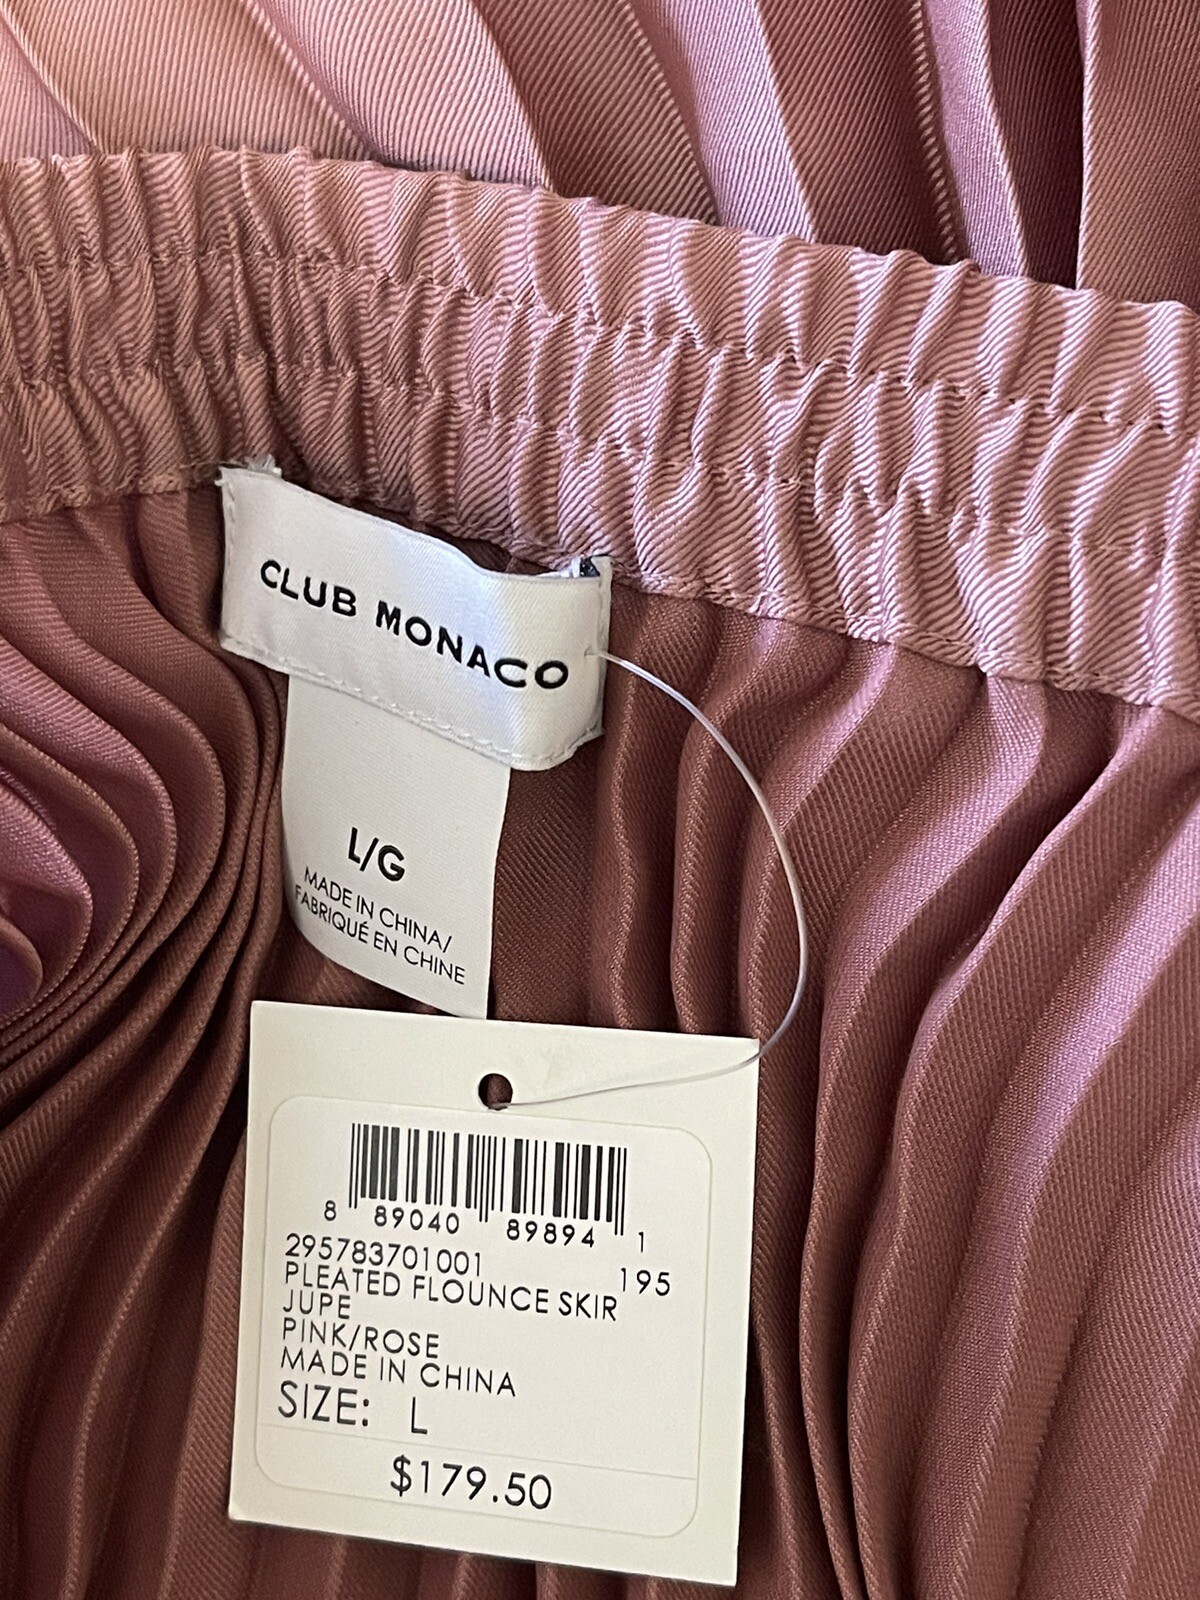 CLUB MONACO
L/G
MADE IN CHINA/
FABRIQUÉ EN CHINE
8 89040 89894 1
295783701001 195
PLEATED FLOUNCE SKIR
JUPE
PINK/ROSE
MADE IN CHINA
SIZE: L
$179.50